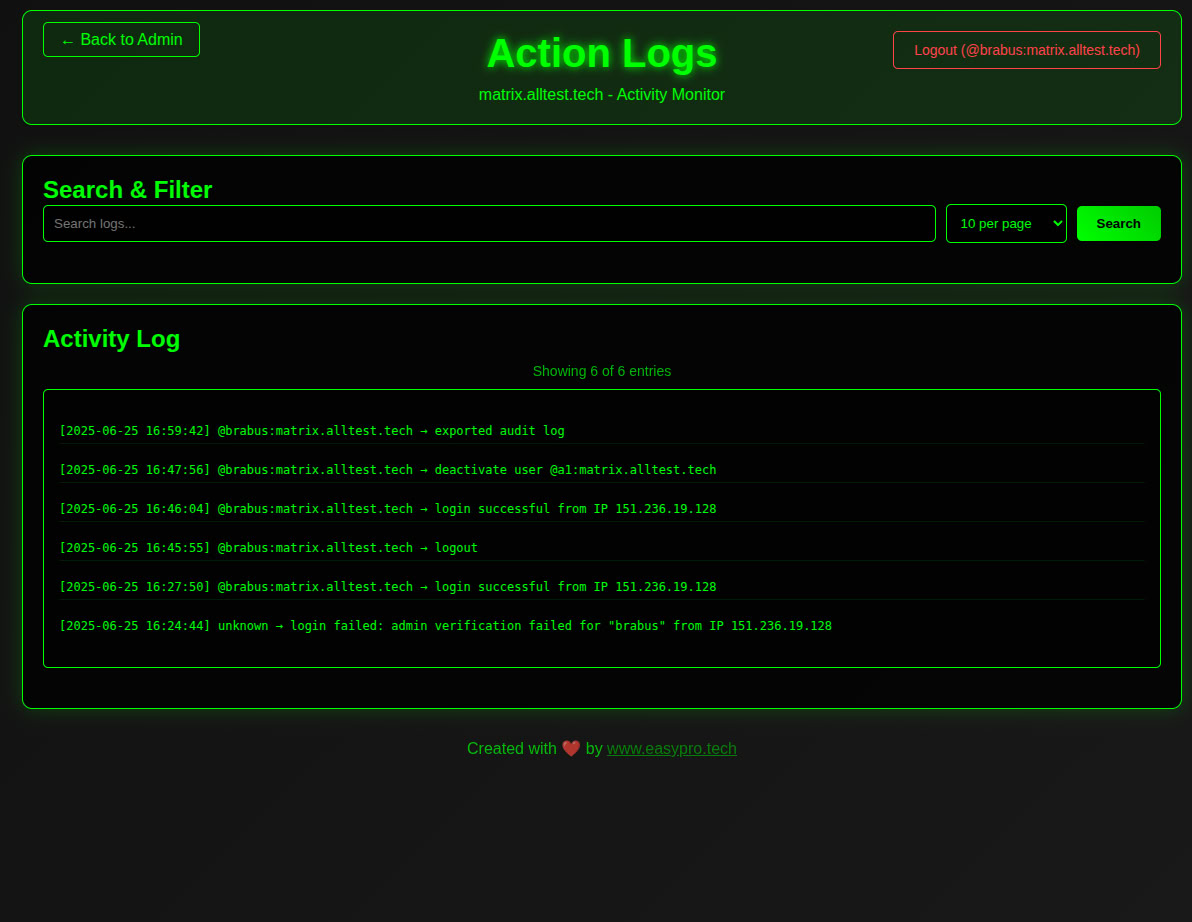 ← Back to Admin
Action Logs
Logout (@brabus:matrix.alltest.tech)
matrix.alltest.tech - Activity Monitor
Search & Filter
Search logs...
10 per page
Search
Activity Log
Showing 6 of 6 entries
[2025-06-25 16:59:42] @brabus:matrix.alltest.tech → exported audit log
[2025-06-25 16:47:56] @brabus:matrix.alltest.tech → deactivate user @a1:matrix.alltest.tech
[2025-06-25 16:46:04] @brabus:matrix.alltest.tech → login successful from IP 151.236.19.128
[2025-06-25 16:45:55] @brabus:matrix.alltest.tech → logout
[2025-06-25 16:27:50] @brabus:matrix.alltest.tech → login successful from IP 151.236.19.128
[2025-06-25 16:24:44] unknown → login failed: admin verification failed for "brabus" from IP 151.236.19.128
Created with ❤️ by www.easypro.tech